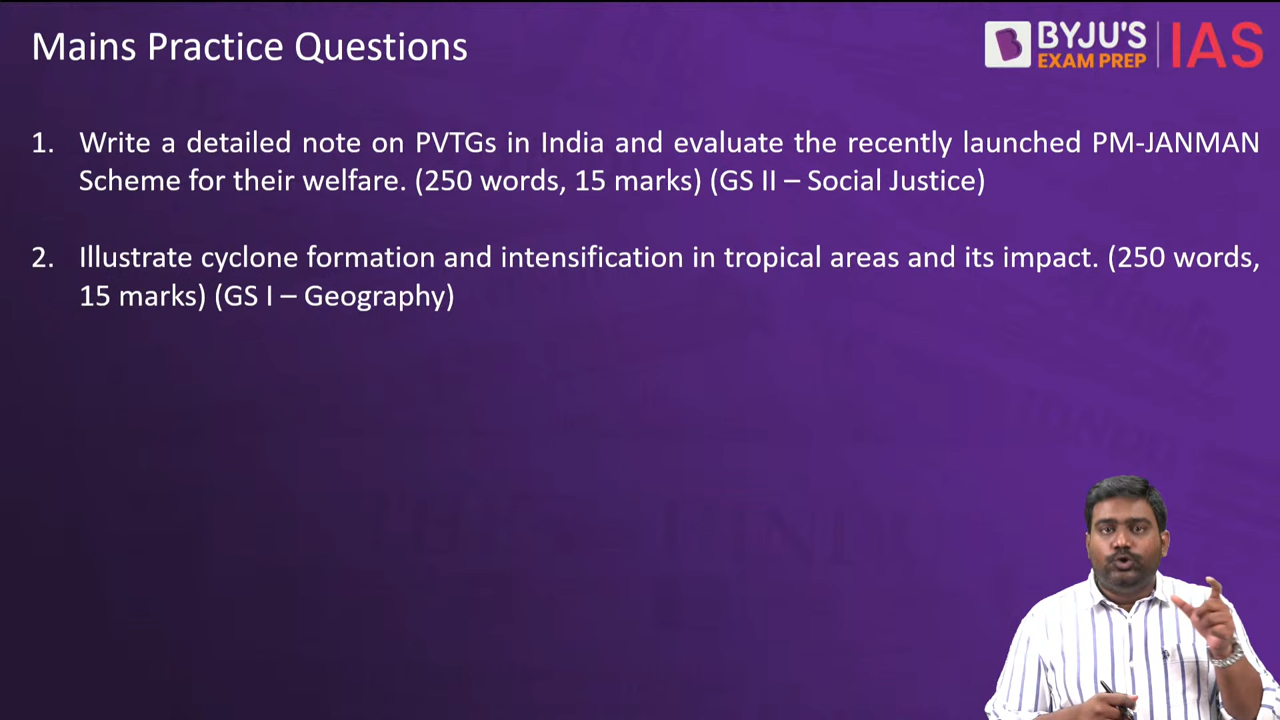 Mains Practice Questions
BYJU'S
EXAM PREP
IAS
1. Write a detailed note on PVTGs in India and evaluate the recently launched PM-JANMAN
Scheme for their welfare. (250 words, 15 marks) (GS II – Social Justice)
2. Illustrate cyclone formation and intensification in tropical areas and its impact. (250 words,
15 marks) (GS I – Geography)